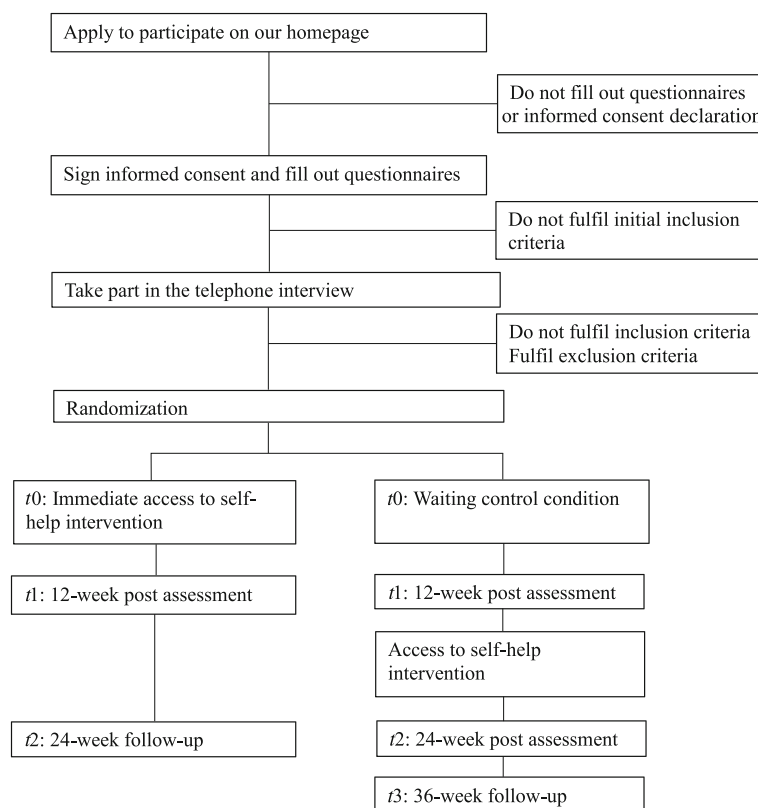 Apply to participate on our homepage
Do not fill out questionnaires
or informed consent declaration
Sign informed consent and fill out questionnaires
Do not fulfil initial inclusion
criteria
Take part in the telephone interview
Do not fulfil inclusion criteria
Fulfil exclusion criteria
Randomization
t0: Immediate access to self-
help intervention
t0: Waiting control condition
t1: 12-week post assessment
t1: 12-week post assessment
Access to self-help
intervention
t2: 24-week follow-up
t2: 24-week post assessment
t3: 36-week follow-up